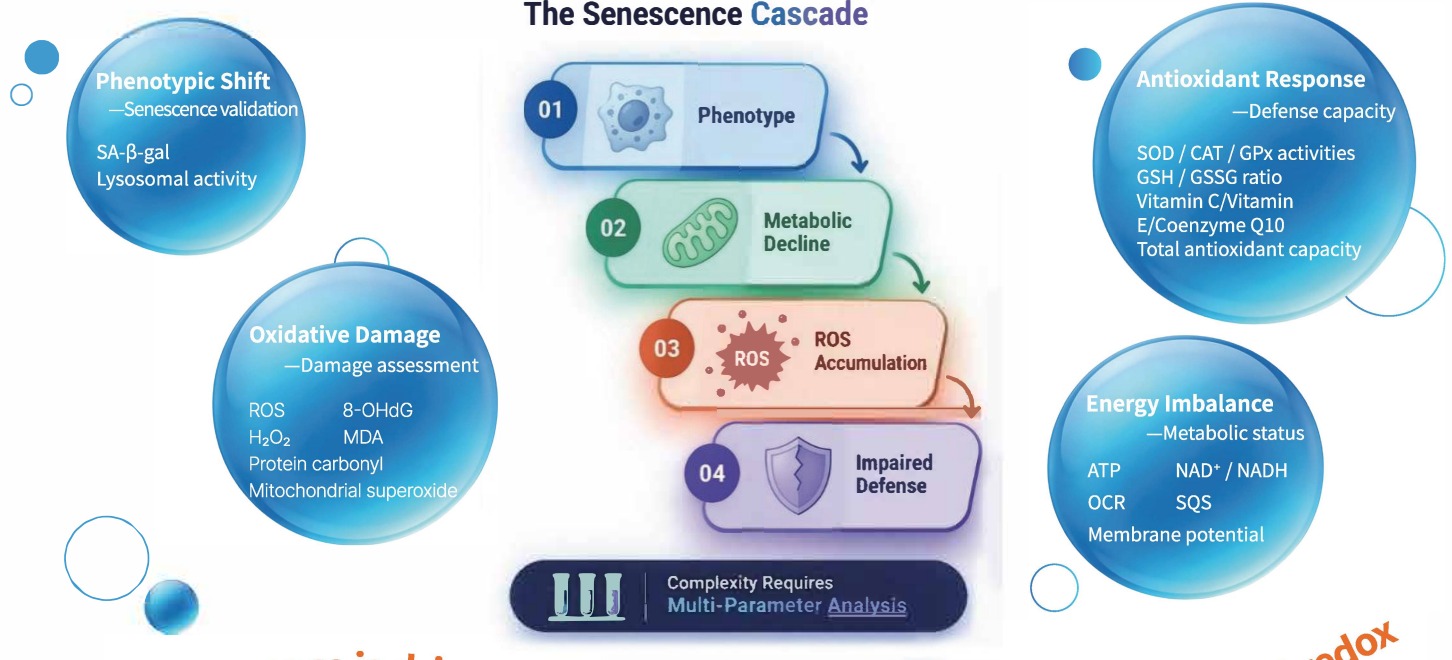 The Senescence Cascade
Phenotypic Shift
—Senescence validation
SA-β-gal
Lysosomal activity
Oxidative Damage
—Damage assessment
ROS 8-OHdG
H₂O₂ MDA
Protein carbonyl
Mitochondrial superoxide
01
Phenotype
02
Metabolic
Decline
03
ROS
ROS
Accumulation
04
Impaired
Defense
Complexity Requires
Multi-Parameter Analysis
Antioxidant Response
—Defense capacity
SOD / CAT / GPx activities
GSH / GSSG ratio
Vitamin C/Vitamin
E/Coenzyme Q10
Total antioxidant capacity
Energy Imbalance
—Metabolic status
ATP NAD⁺ / NADH
OCR SQS
Membrane potential